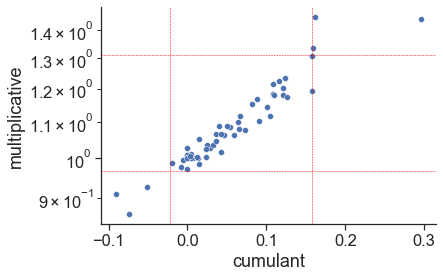 multiplicative
1.4 × 10⁰
1.3 × 10⁰
1.2 × 10⁰
1.1 × 10⁰
10⁰
9 × 10⁻¹
−0.1 0.0 0.1 0.2 0.3
cumulant